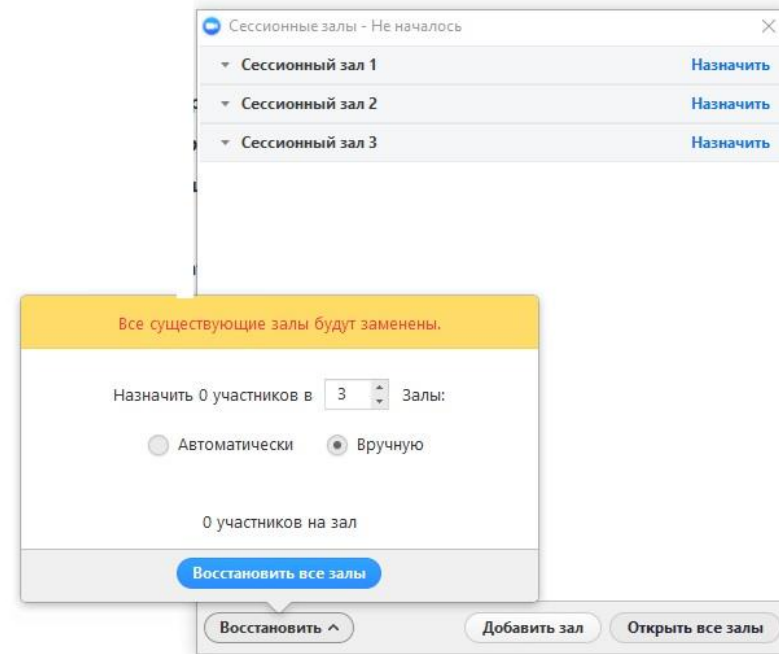 Сессионные залы - Не началось
Сессионный зал 1 Назначить
Сессионный зал 2 Назначить
Сессионный зал 3 Назначить
Все существующие залы будут заменены.
Назначить 0 участников в 3 Залы:
Автоматически Вручную
0 участников на зал
Восстановить все залы
Восстановить Добавить зал Открыть все залы